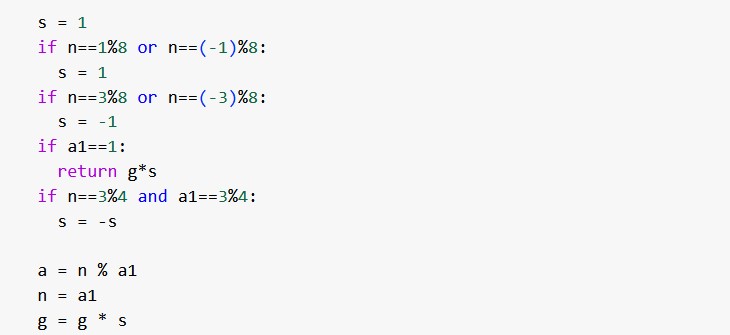 s = 1
if n==1%8 or n==(-1)%8:
  s = 1
if n==3%8 or n==(-3)%8:
  s = -1
if a1==1:
  return g*s
if n==3%4 and a1==3%4:
  s = -s

a = n % a1
n = a1
g = g * s